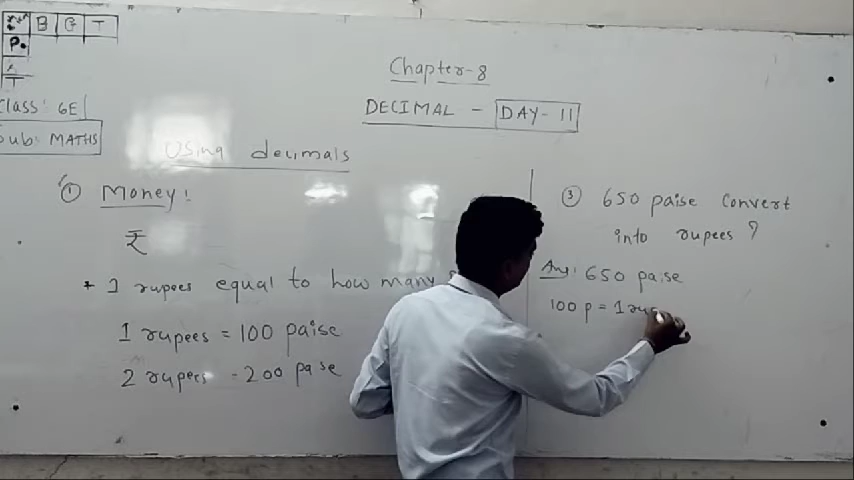 B G T
P.
T
Class: 6E
Sub: MATHS
Chapter-8
DECIMAL - DAY-11
Using decimals
① Money:
₹
1 rupees equal to how many
1 rupees = 100 paise
2 rupees = 200 paise
③ 650 paise convert
into rupees ?
Ans: 650 paise
100 p = 1 ru